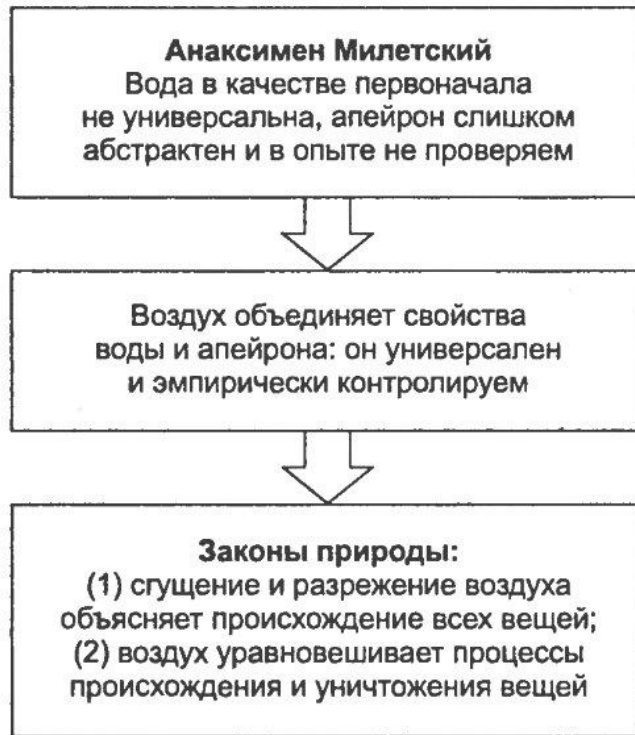 Анаксимен Милетский
Вода в качестве первоначала
не универсальна, апейрон слишком
абстрактен и в опыте не проверяем
Воздух объединяет свойства
воды и апейрона: он универсален
и эмпирически контролируем
Законы природы:
(1) сгущение и разрежение воздуха
объясняет происхождение всех вещей;
(2) воздух уравновешивает процессы
происхождения и уничтожения вещей